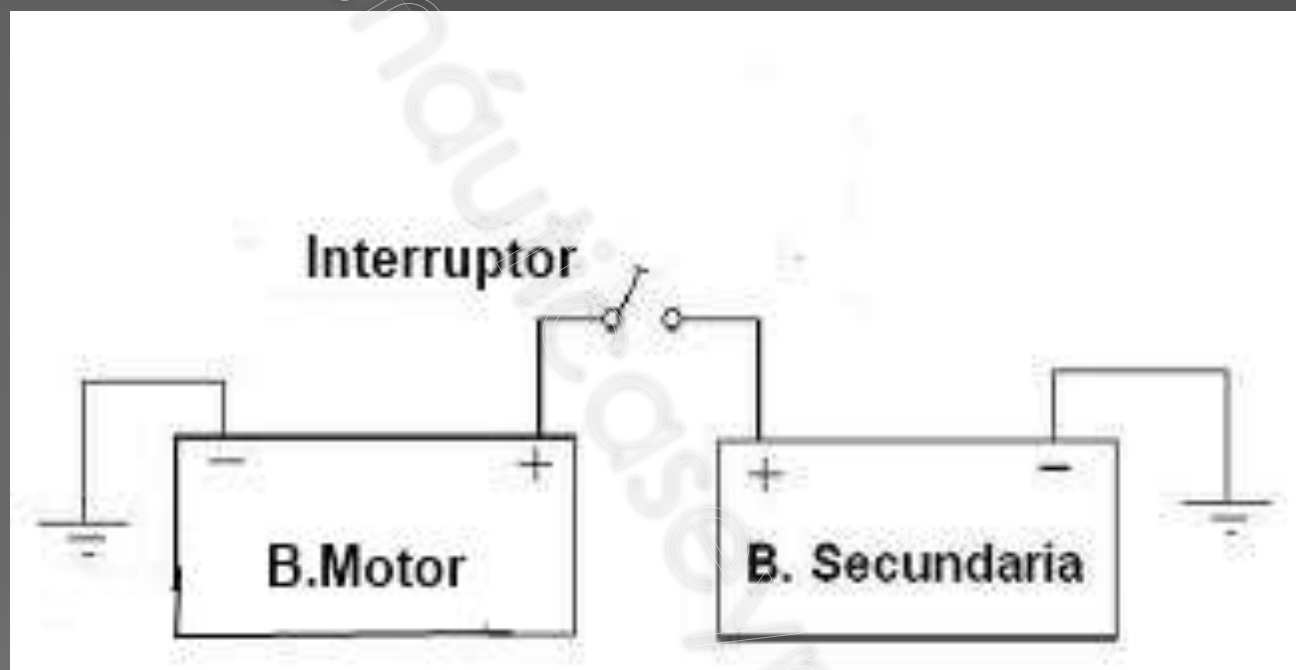 Interruptor
− + + −
B.Motor
B. Secundaria